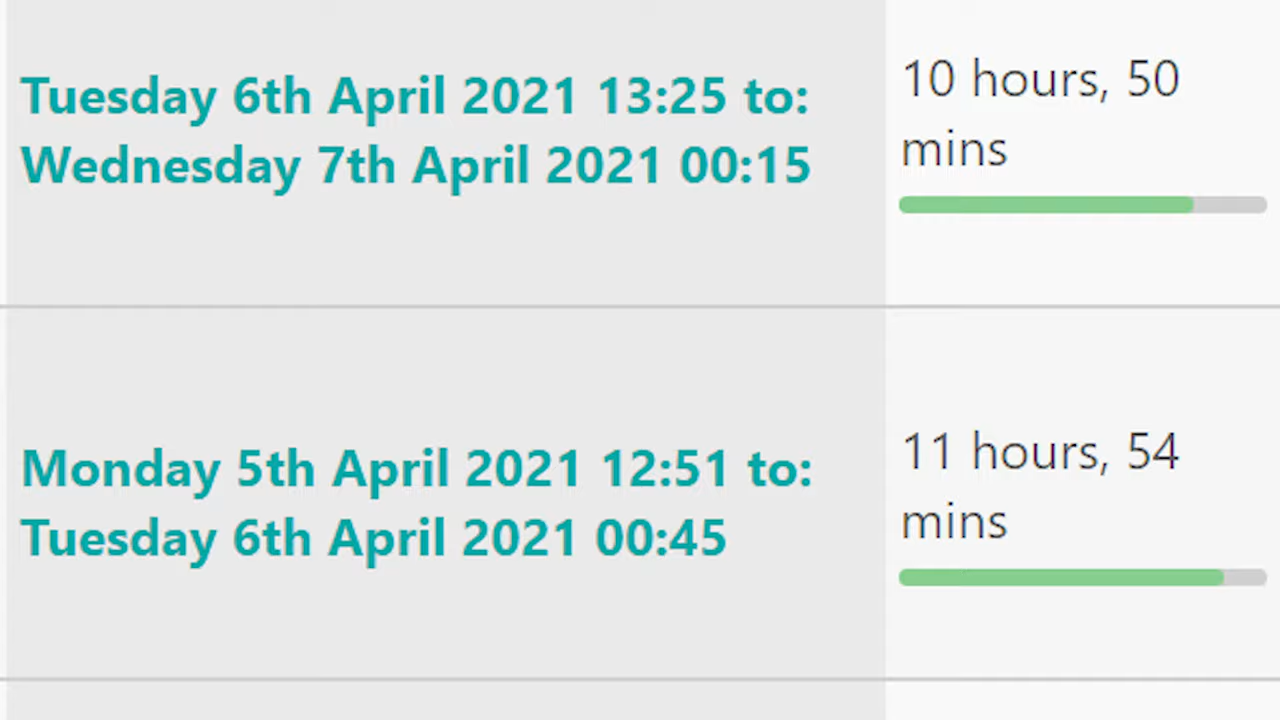 Tuesday 6th April 2021 13:25 to:
Wednesday 7th April 2021 00:15
10 hours, 50
mins
Monday 5th April 2021 12:51 to:
Tuesday 6th April 2021 00:45
11 hours, 54
mins